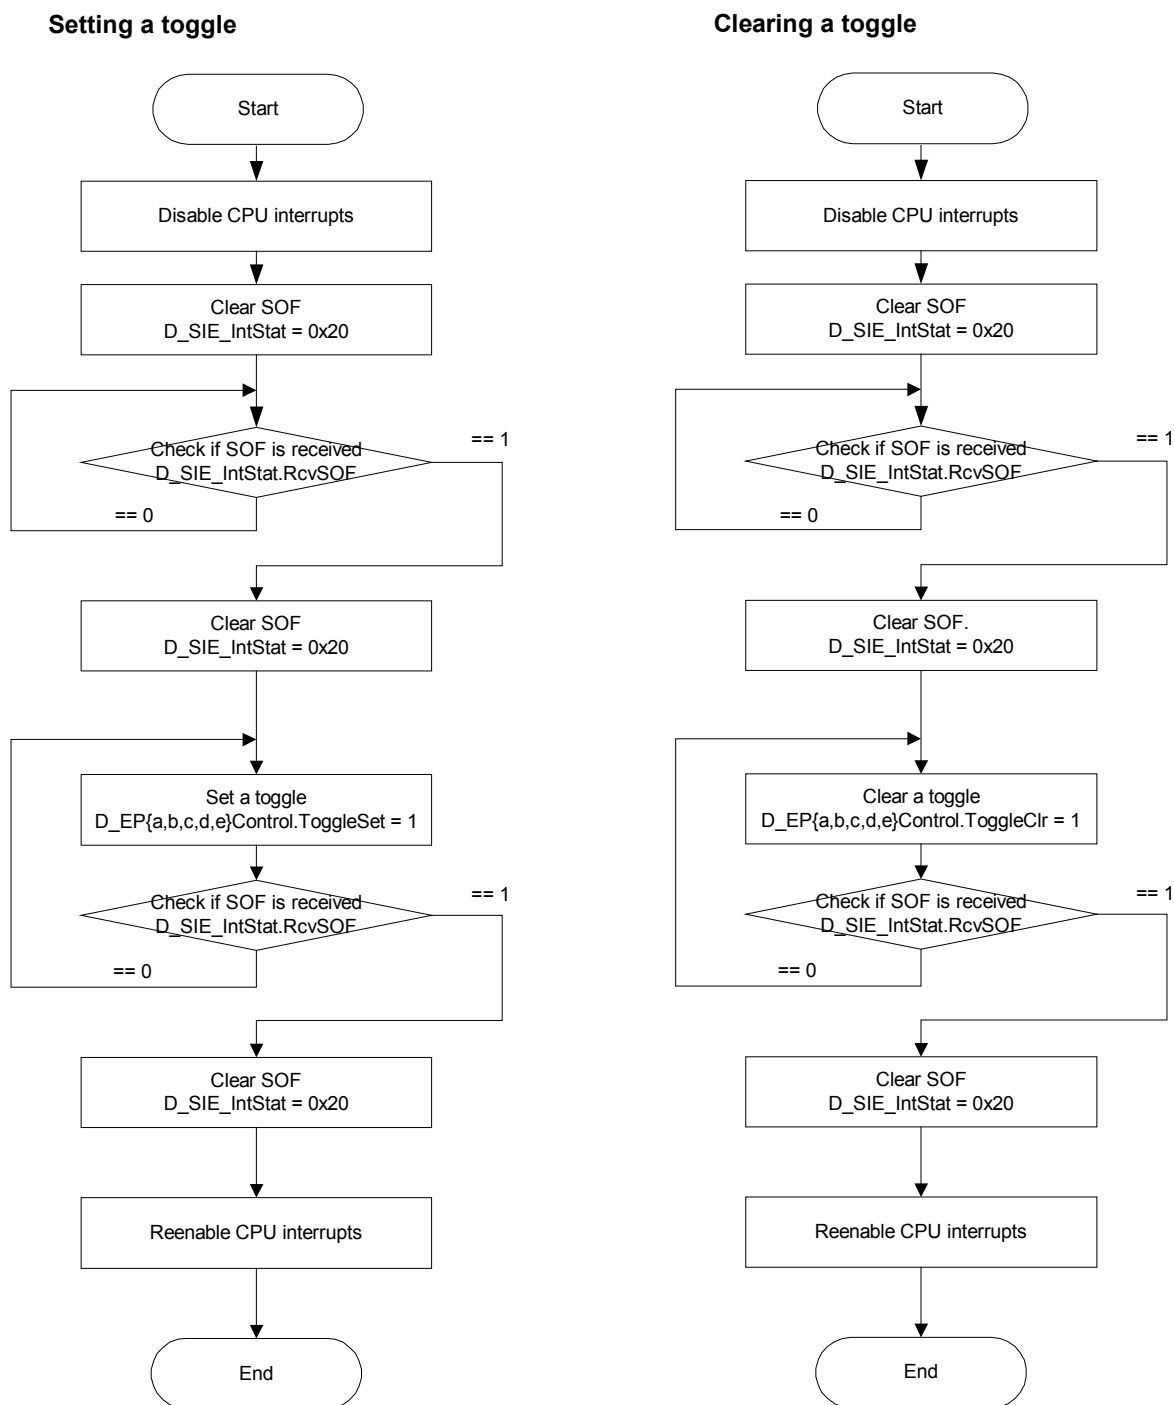 Setting a toggle
Start
Disable CPU interrupts
Clear SOF
D_SIE_IntStat = 0x20
Check if SOF is received
D_SIE_IntStat.RcvSOF
== 1
== 0
Clear SOF
D_SIE_IntStat = 0x20
Set a toggle
D_EP{a,b,c,d,e}Control.ToggleSet = 1
Check if SOF is received
D_SIE_IntStat.RcvSOF
== 1
== 0
Clear SOF
D_SIE_IntStat = 0x20
Reenable CPU interrupts
End
Clearing a toggle
Start
Disable CPU interrupts
Clear SOF
D_SIE_IntStat = 0x20
Check if SOF is received
D_SIE_IntStat.RcvSOF
== 1
== 0
Clear SOF.
D_SIE_IntStat = 0x20
Clear a toggle
D_EP{a,b,c,d,e}Control.ToggleClr = 1
Check if SOF is received
D_SIE_IntStat.RcvSOF
== 1
== 0
Clear SOF
D_SIE_IntStat = 0x20
Reenable CPU interrupts
End